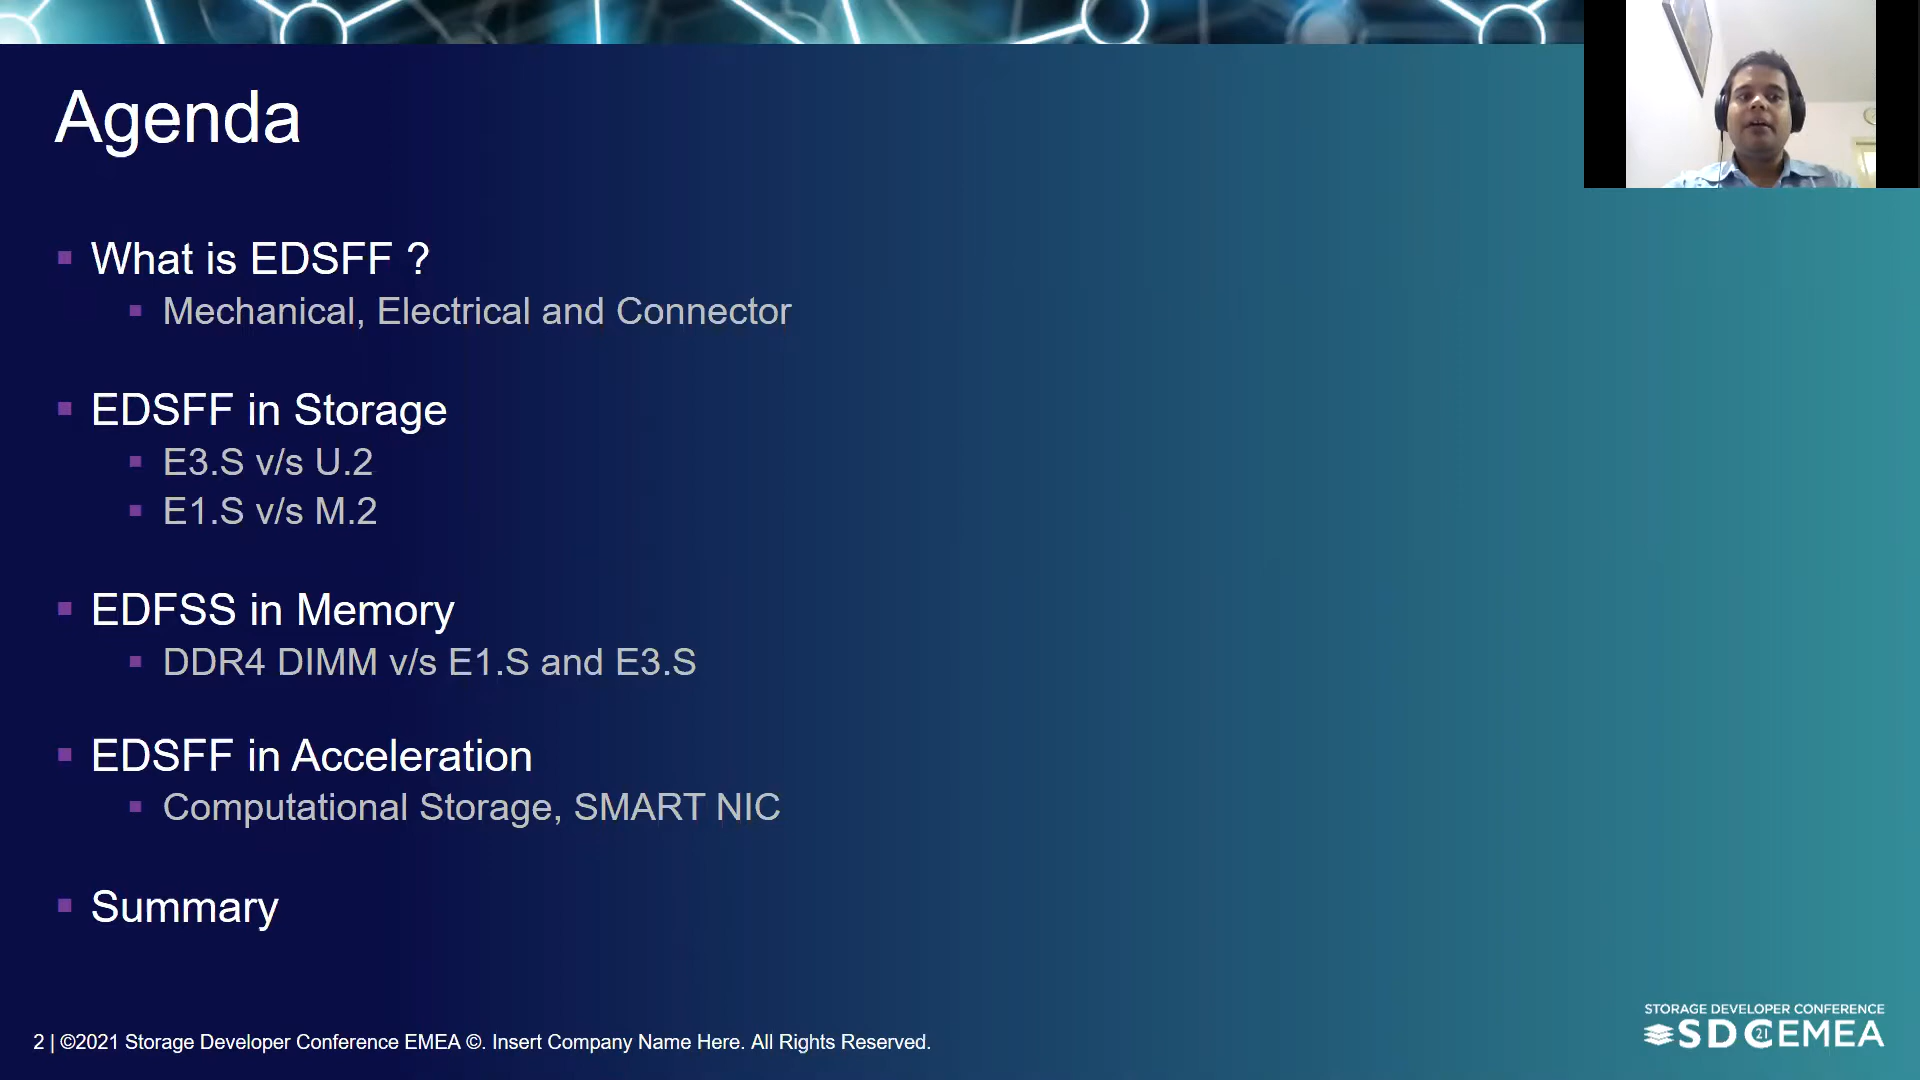 Agenda
What is EDSFF ?
Mechanical, Electrical and Connector
EDSFF in Storage
E3.S v/s U.2
E1.S v/s M.2
EDFSS in Memory
DDR4 DIMM v/s E1.S and E3.S
EDSFF in Acceleration
Computational Storage, SMART NIC
Summary
2 | ©2021 Storage Developer Conference EMEA ©. Insert Company Name Here. All Rights Reserved.
STORAGE DEVELOPER CONFERENCE
SDC 21 EMEA